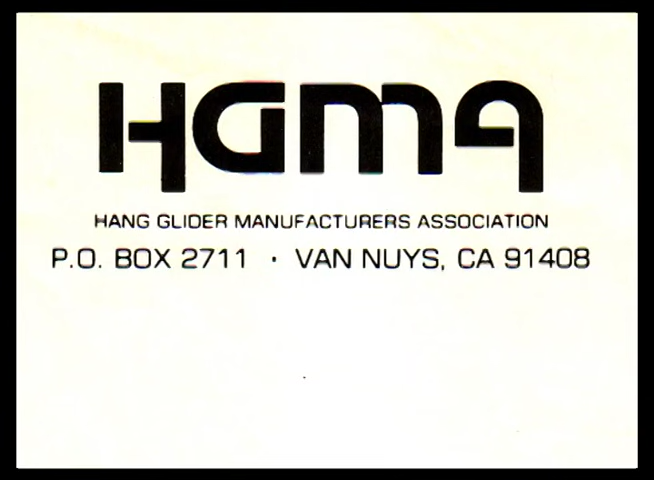 HGMA
HANG GLIDER MANUFACTURERS ASSOCIATION
P.O. BOX 2711 · VAN NUYS, CA 91408